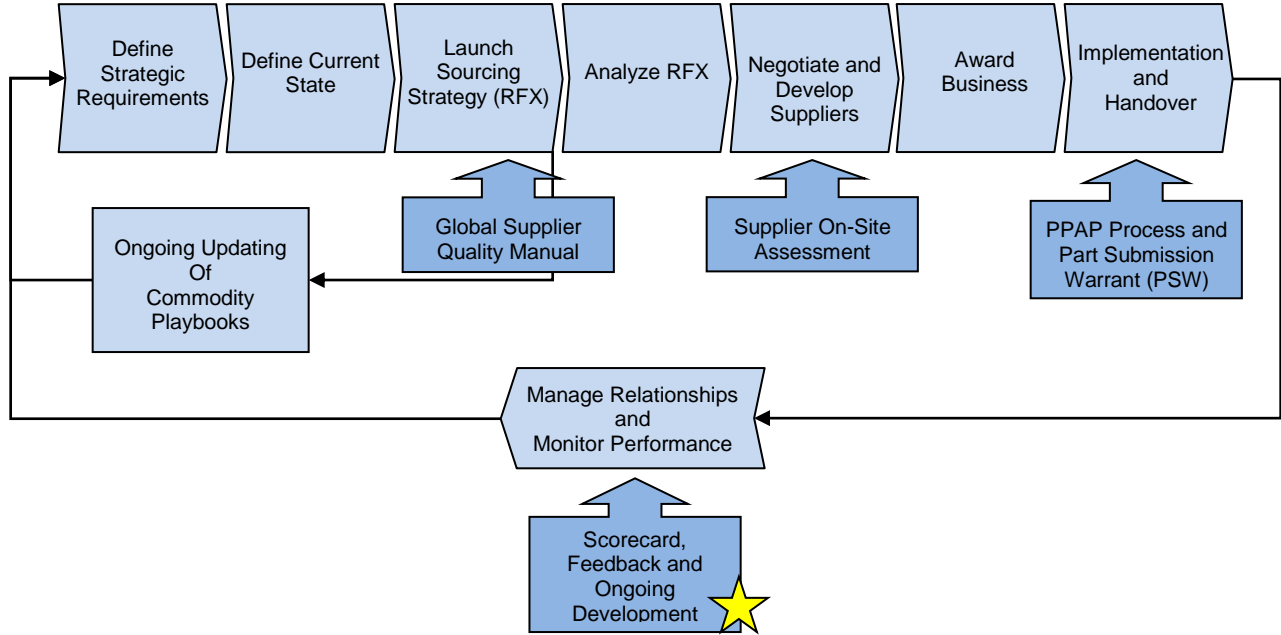 Define
Strategic
Requirements
Define Current
State
Launch
Sourcing
Strategy (RFX)
Analyze RFX
Negotiate and
Develop
Suppliers
Award
Business
Implementation
and
Handover
Global Supplier
Quality Manual
Supplier On-Site
Assessment
PPAP Process and
Part Submission
Warrant (PSW)
Ongoing Updating
Of
Commodity
Playbooks
Manage Relationships
and
Monitor Performance
Scorecard,
Feedback and
Ongoing
Development